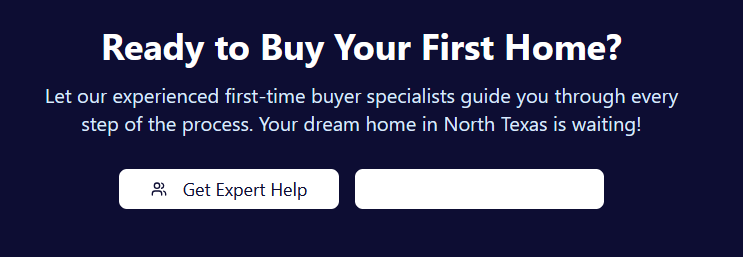 Ready to Buy Your First Home?
Let our experienced first-time buyer specialists guide you through every
step of the process. Your dream home in North Texas is waiting!
Get Expert Help